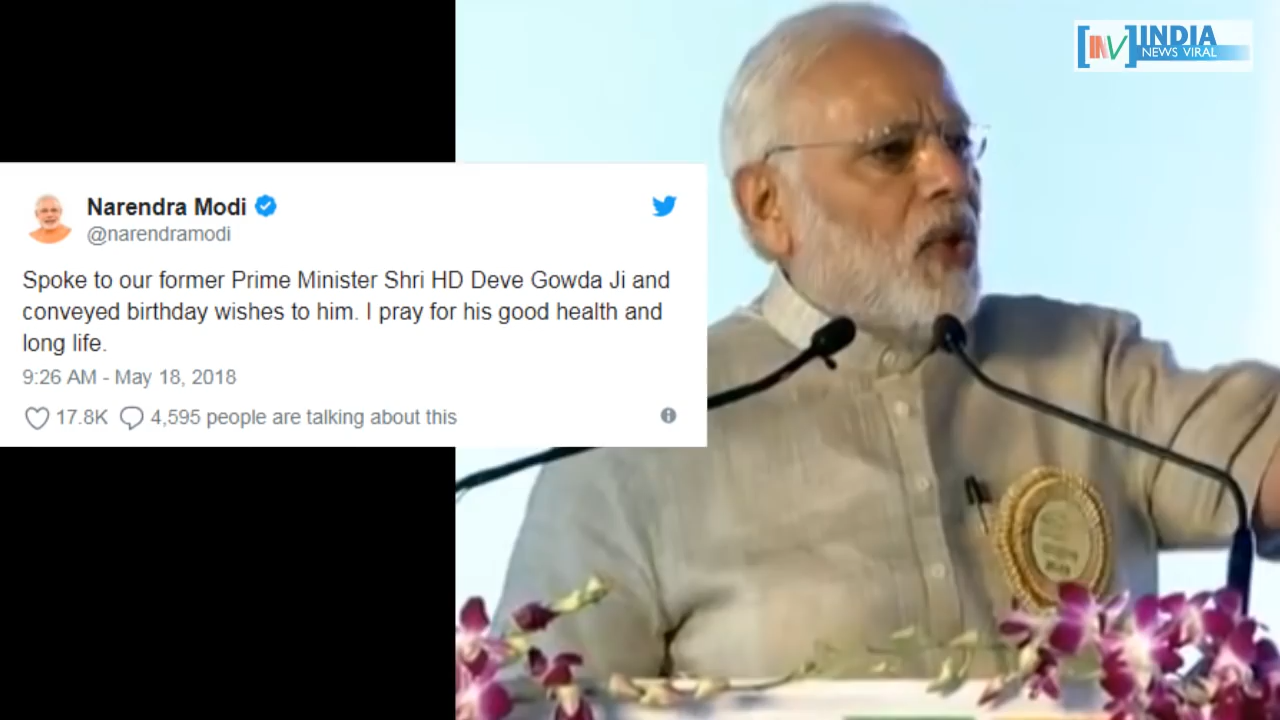 INV INDIA
NEWS VIRAL
Narendra Modi
@narendramodi
Spoke to our former Prime Minister Shri HD Deve Gowda Ji and
conveyed birthday wishes to him. I pray for his good health and
long life.
9:26 AM - May 18, 2018
17.8K 4,595 people are talking about this